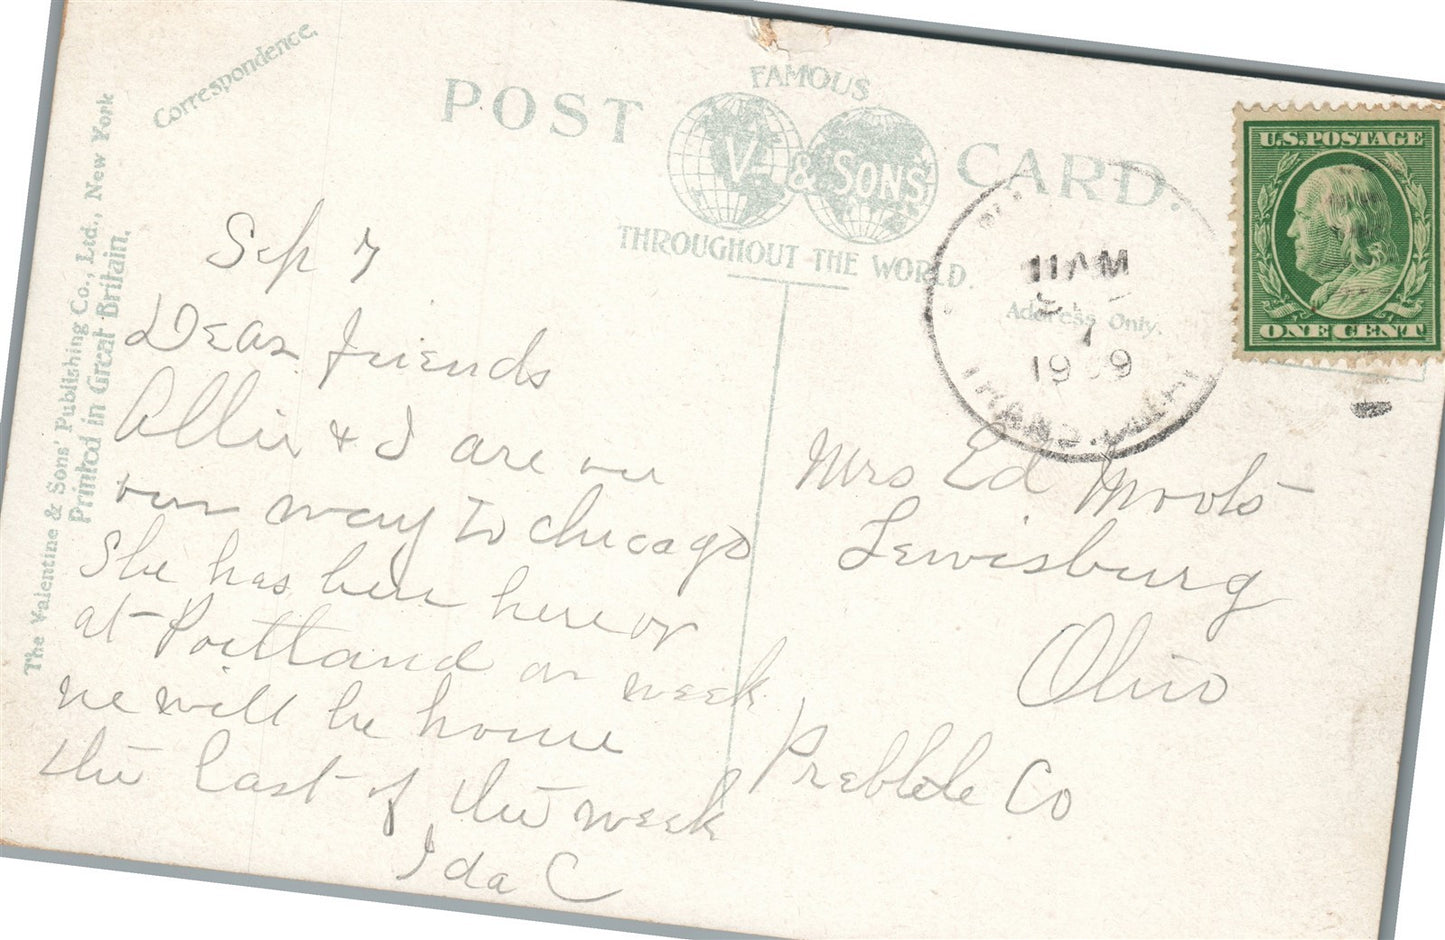 Correspondence.
POST CARD.
FAMOUS
V. & SONS
THROUGHOUT THE WORLD.
U.S. POSTAGE
ONE CENT
11 AM
7
1909
TRAND
Address Only.
The Valentine & Sons' Publishing Co., Ltd., New York
Printed in Great Britain.
Sep 7
Dear friends
Allie & I are on
our way to chicago
She has been here or
at Portland a week
we will be home
the last of the week
Ida C
Mrs Ed
Lewisburg
Ohio
Co